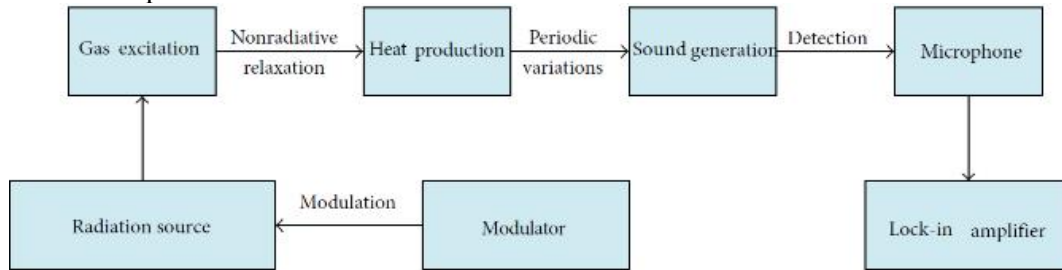 Gas excitation
Nonradiative
relaxation
Heat production
Periodic
variations
Sound generation
Detection
Microphone
Radiation source
Modulation
Modulator
Lock-in amplifier